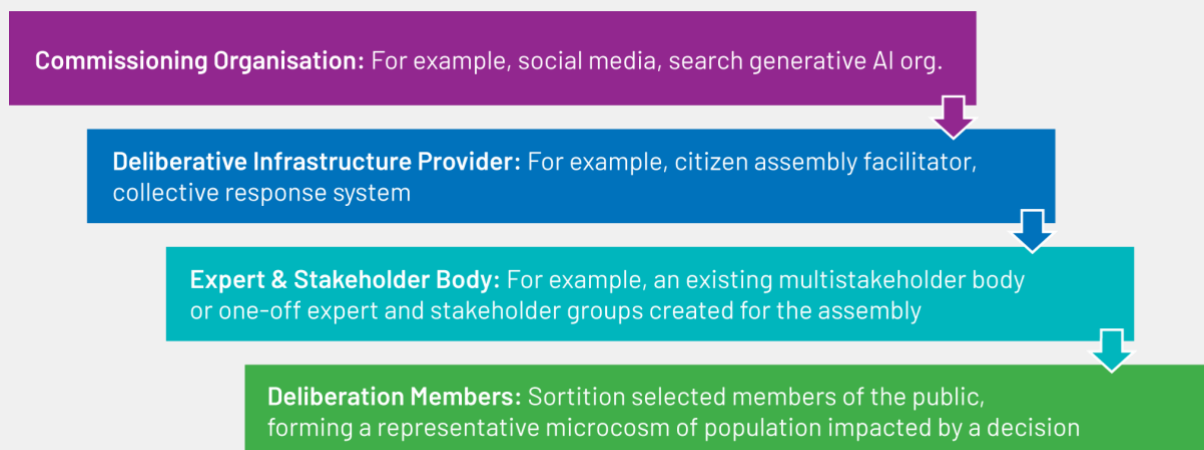 Commissioning Organisation: For example, social media, search generative AI org.
Deliberative Infrastructure Provider: For example, citizen assembly facilitator,
collective response system
Expert & Stakeholder Body: For example, an existing multistakeholder body
or one-off expert and stakeholder groups created for the assembly
Deliberation Members: Sortition selected members of the public,
forming a representative microcosm of population impacted by a decision